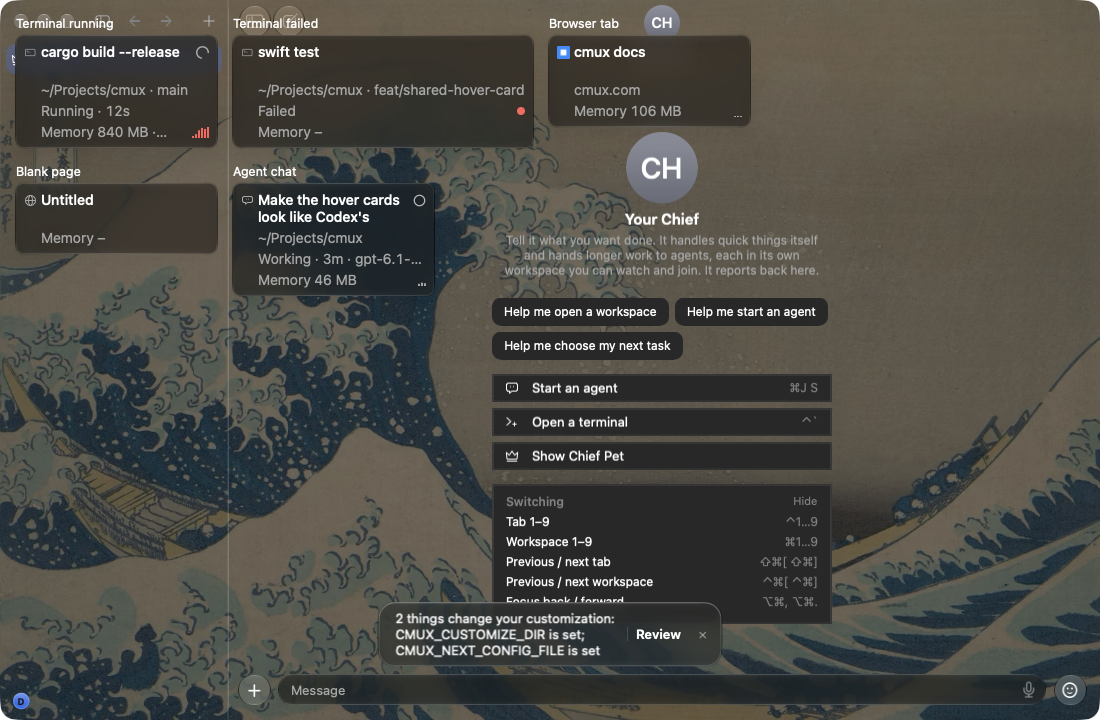 Terminal running
cargo build --release
~/Projects/cmux · main
Running · 12s
Memory 840 MB ·...
Terminal failed
swift test
~/Projects/cmux · feat/shared-hover-card
Failed
Memory –
Browser tab
CH
cmux docs
cmux.com
Memory 106 MB
...
Blank page
Untitled
Memory –
Agent chat
Make the hover cards
look like Codex's
~/Projects/cmux
Working · 3m · gpt-6.1-...
Memory 46 MB
CH
Your Chief
Tell it what you want done. It handles quick things itself
and hands longer work to agents, each in its own
workspace you can watch and join. It reports back here.
Help me open a workspace
Help me start an agent
Help me choose my next task
Start an agent ⌘J S
Open a terminal ^`
Show Chief Pet
Switching Hide
Tab 1–9 ^1...9
Workspace 1–9 ⌘1...9
Previous / next tab ⇧⌘[ ⇧⌘]
Previous / next workspace ^⌘[ ^⌘]
Focus back / forward ⌥⌘, ⌥⌘.
2 things change your customization:
CMUX_CUSTOMIZE_DIR is set;
CMUX_NEXT_CONFIG_FILE is set
Review ×
Message
D